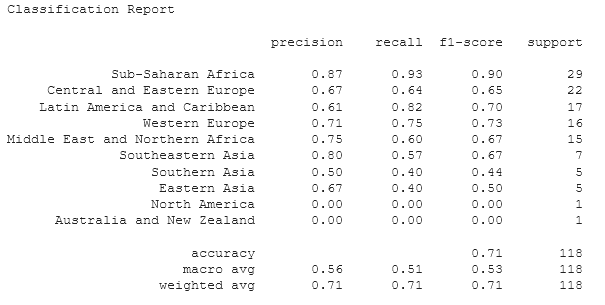 Classification Report
precision recall f1-score support
Sub-Saharan Africa 0.87 0.93 0.90 29
Central and Eastern Europe 0.67 0.64 0.65 22
Latin America and Caribbean 0.61 0.82 0.70 17
Western Europe 0.71 0.75 0.73 16
Middle East and Northern Africa 0.75 0.60 0.67 15
Southeastern Asia 0.80 0.57 0.67 7
Southern Asia 0.50 0.40 0.44 5
Eastern Asia 0.67 0.40 0.50 5
North America 0.00 0.00 0.00 1
Australia and New Zealand 0.00 0.00 0.00 1
accuracy 0.71 118
macro avg 0.56 0.51 0.53 118
weighted avg 0.71 0.71 0.71 118